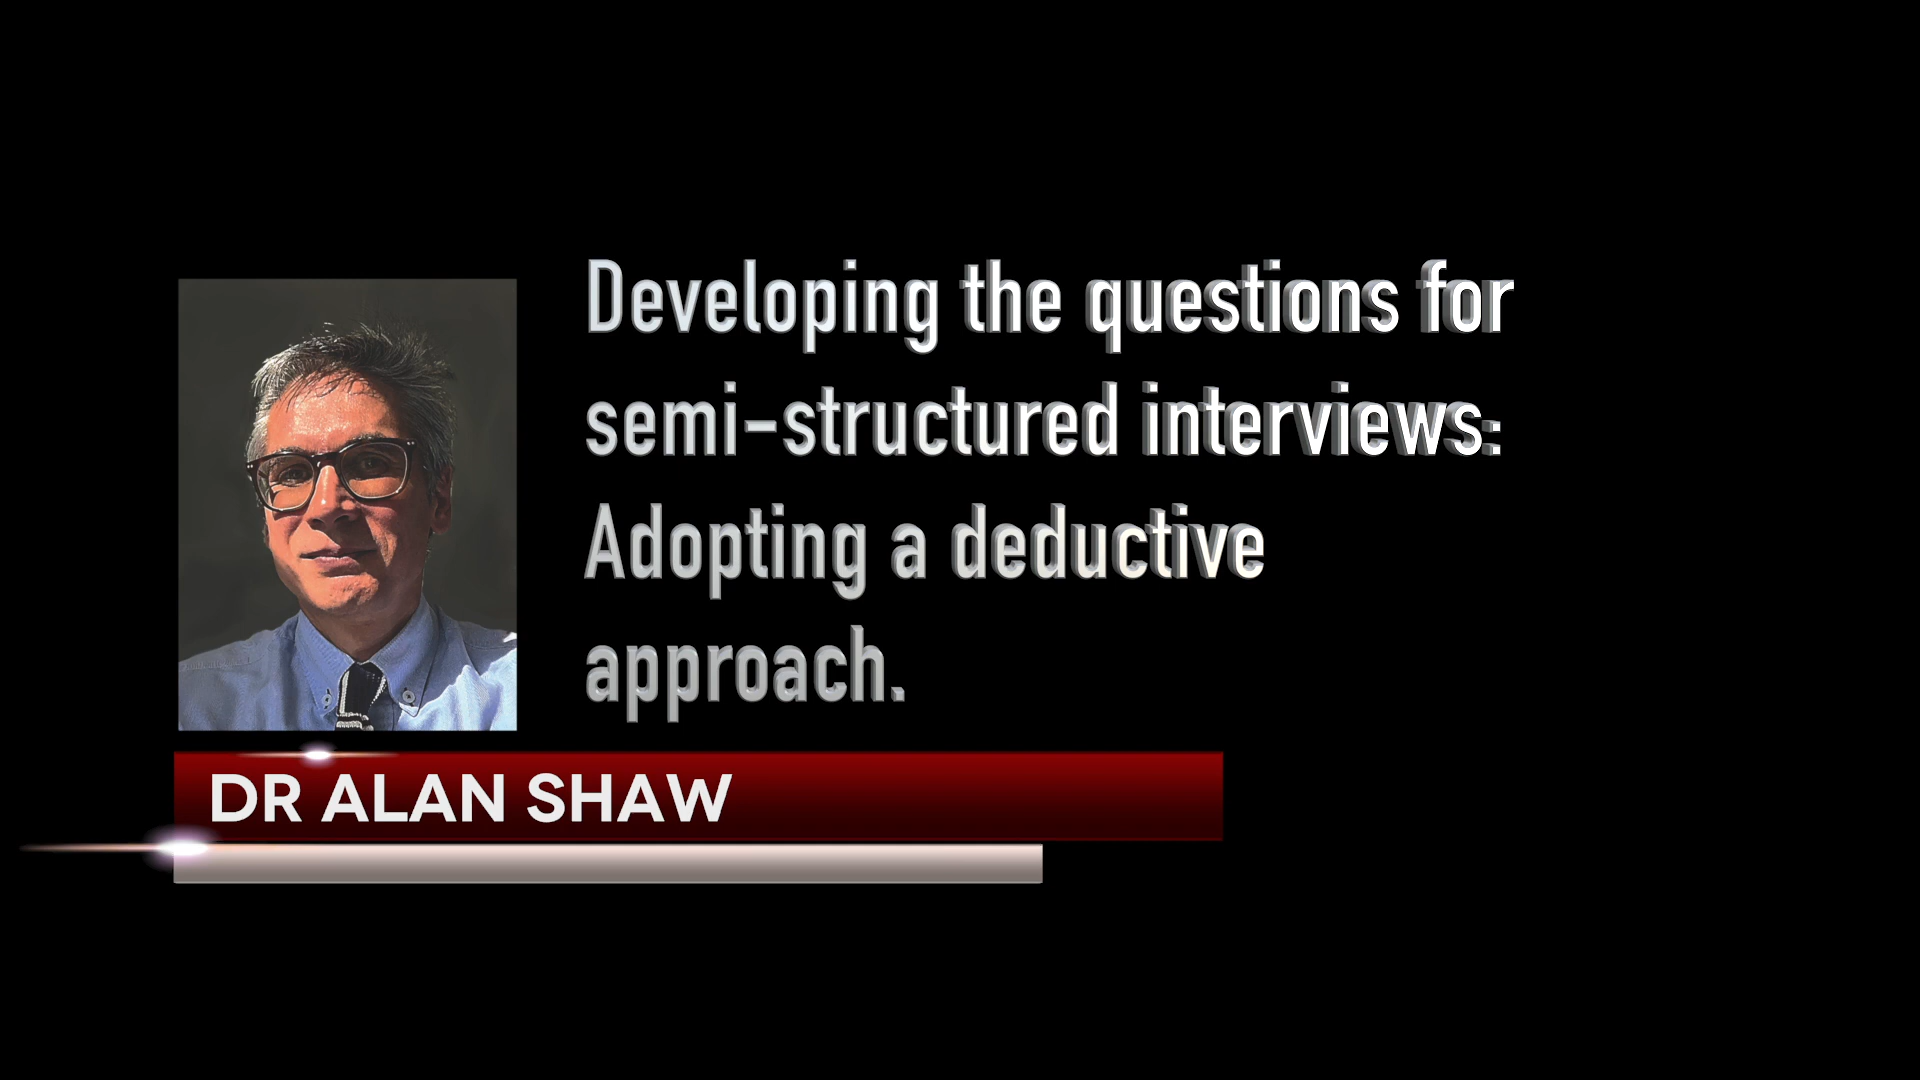 Developing the questions for
semi-structured interviews:
Adopting a deductive
approach.
DR ALAN SHAW